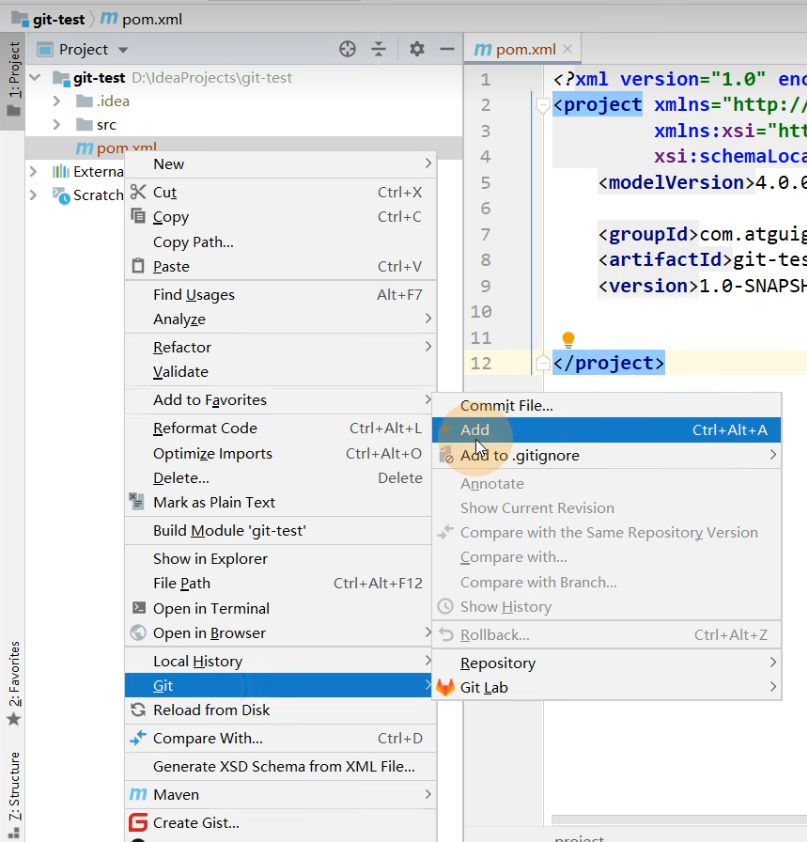 git-test
pom.xml
1: Project
Project
pom.xml
git-test D:\IdeaProjects\git-test
.idea
src
pom.xml
Externa
Scratch
1 <?xml version="1.0" enc
2 <project xmlns="http://
3 xmlns:xsi="htt
4 xsi:schemaLoca
5 <modelVersion>4.0.0
6
7 <groupId>com.atguig
8 <artifactId>git-tes
9 <version>1.0-SNAPSH
10
11
12 </project>
New
Cut Ctrl+X
Copy Ctrl+C
Copy Path...
Paste Ctrl+V
Find Usages Alt+F7
Analyze
Refactor
Validate
Add to Favorites
Reformat Code Ctrl+Alt+L
Optimize Imports Ctrl+Alt+O
Delete... Delete
Mark as Plain Text
Build Module 'git-test'
Show in Explorer
File Path Ctrl+Alt+F12
Open in Terminal
Open in Browser
Local History
Git
Reload from Disk
Compare With... Ctrl+D
Generate XSD Schema from XML File...
Maven
Create Gist...
Commit File...
Add Ctrl+Alt+A
Add to .gitignore
Annotate
Show Current Revision
Compare with the Same Repository Version
Compare with...
Compare with Branch...
Show History
Rollback... Ctrl+Alt+Z
Repository
Git Lab
2: Favorites
Z: Structure
project